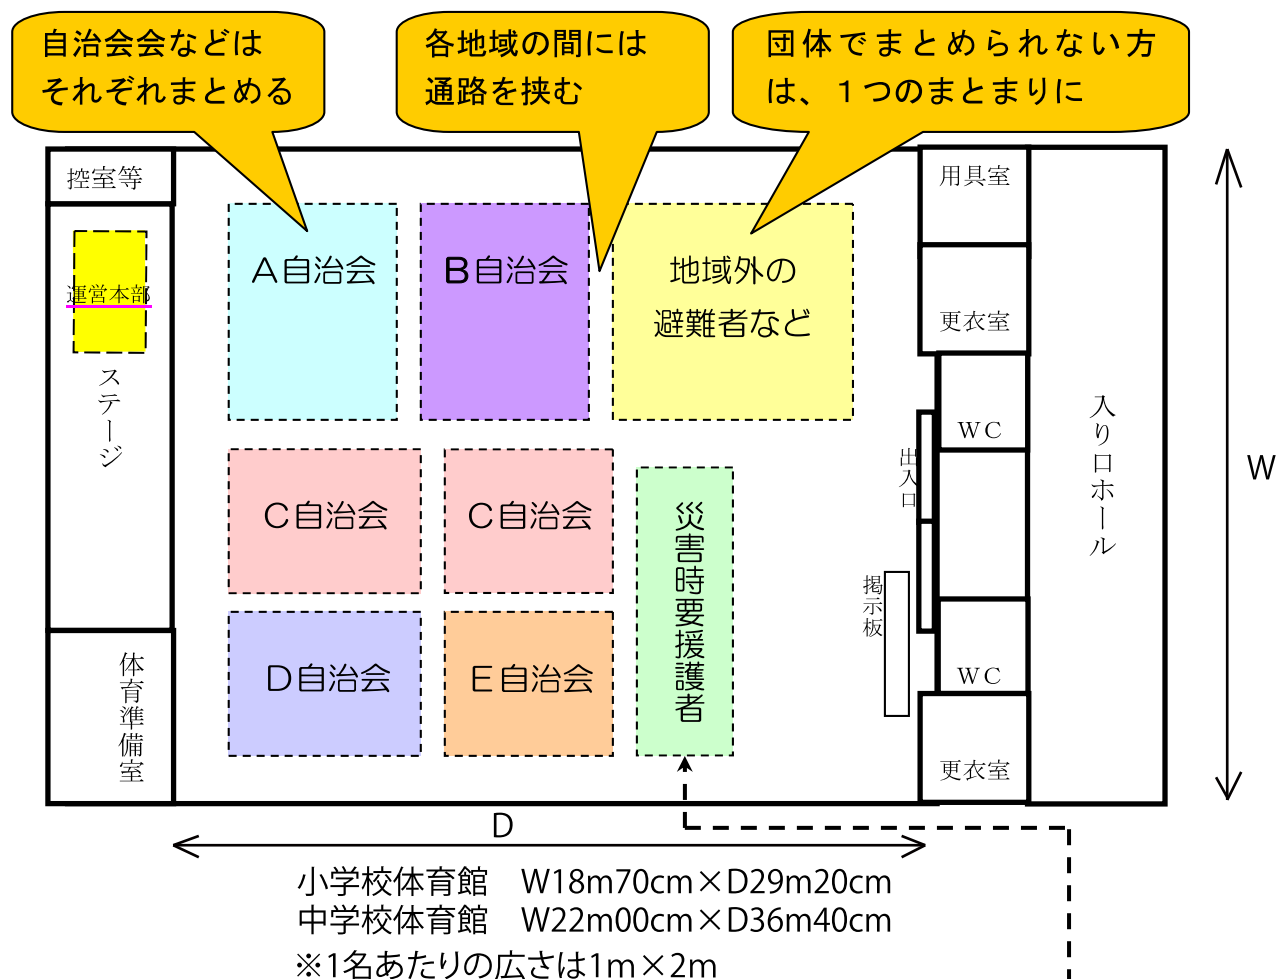 自治会会などは
それぞれまとめる
各地域の間には
通路を挟む
団体でまとめられない方
は、１つのまとまりに
控室等
用具室
運営本部
Ａ自治会
Ｂ自治会
地域外の
避難者など
更衣室
ステージ
ＷＣ
入り口ホール
出入口
W
Ｃ自治会
Ｃ自治会
災害時要援護者
掲示板
体育準備室
Ｄ自治会
Ｅ自治会
ＷＣ
更衣室
D
小学校体育館　W18m70cm×D29m20cm
中学校体育館　W22m00cm×D36m40cm
※1名あたりの広さは1m×2m